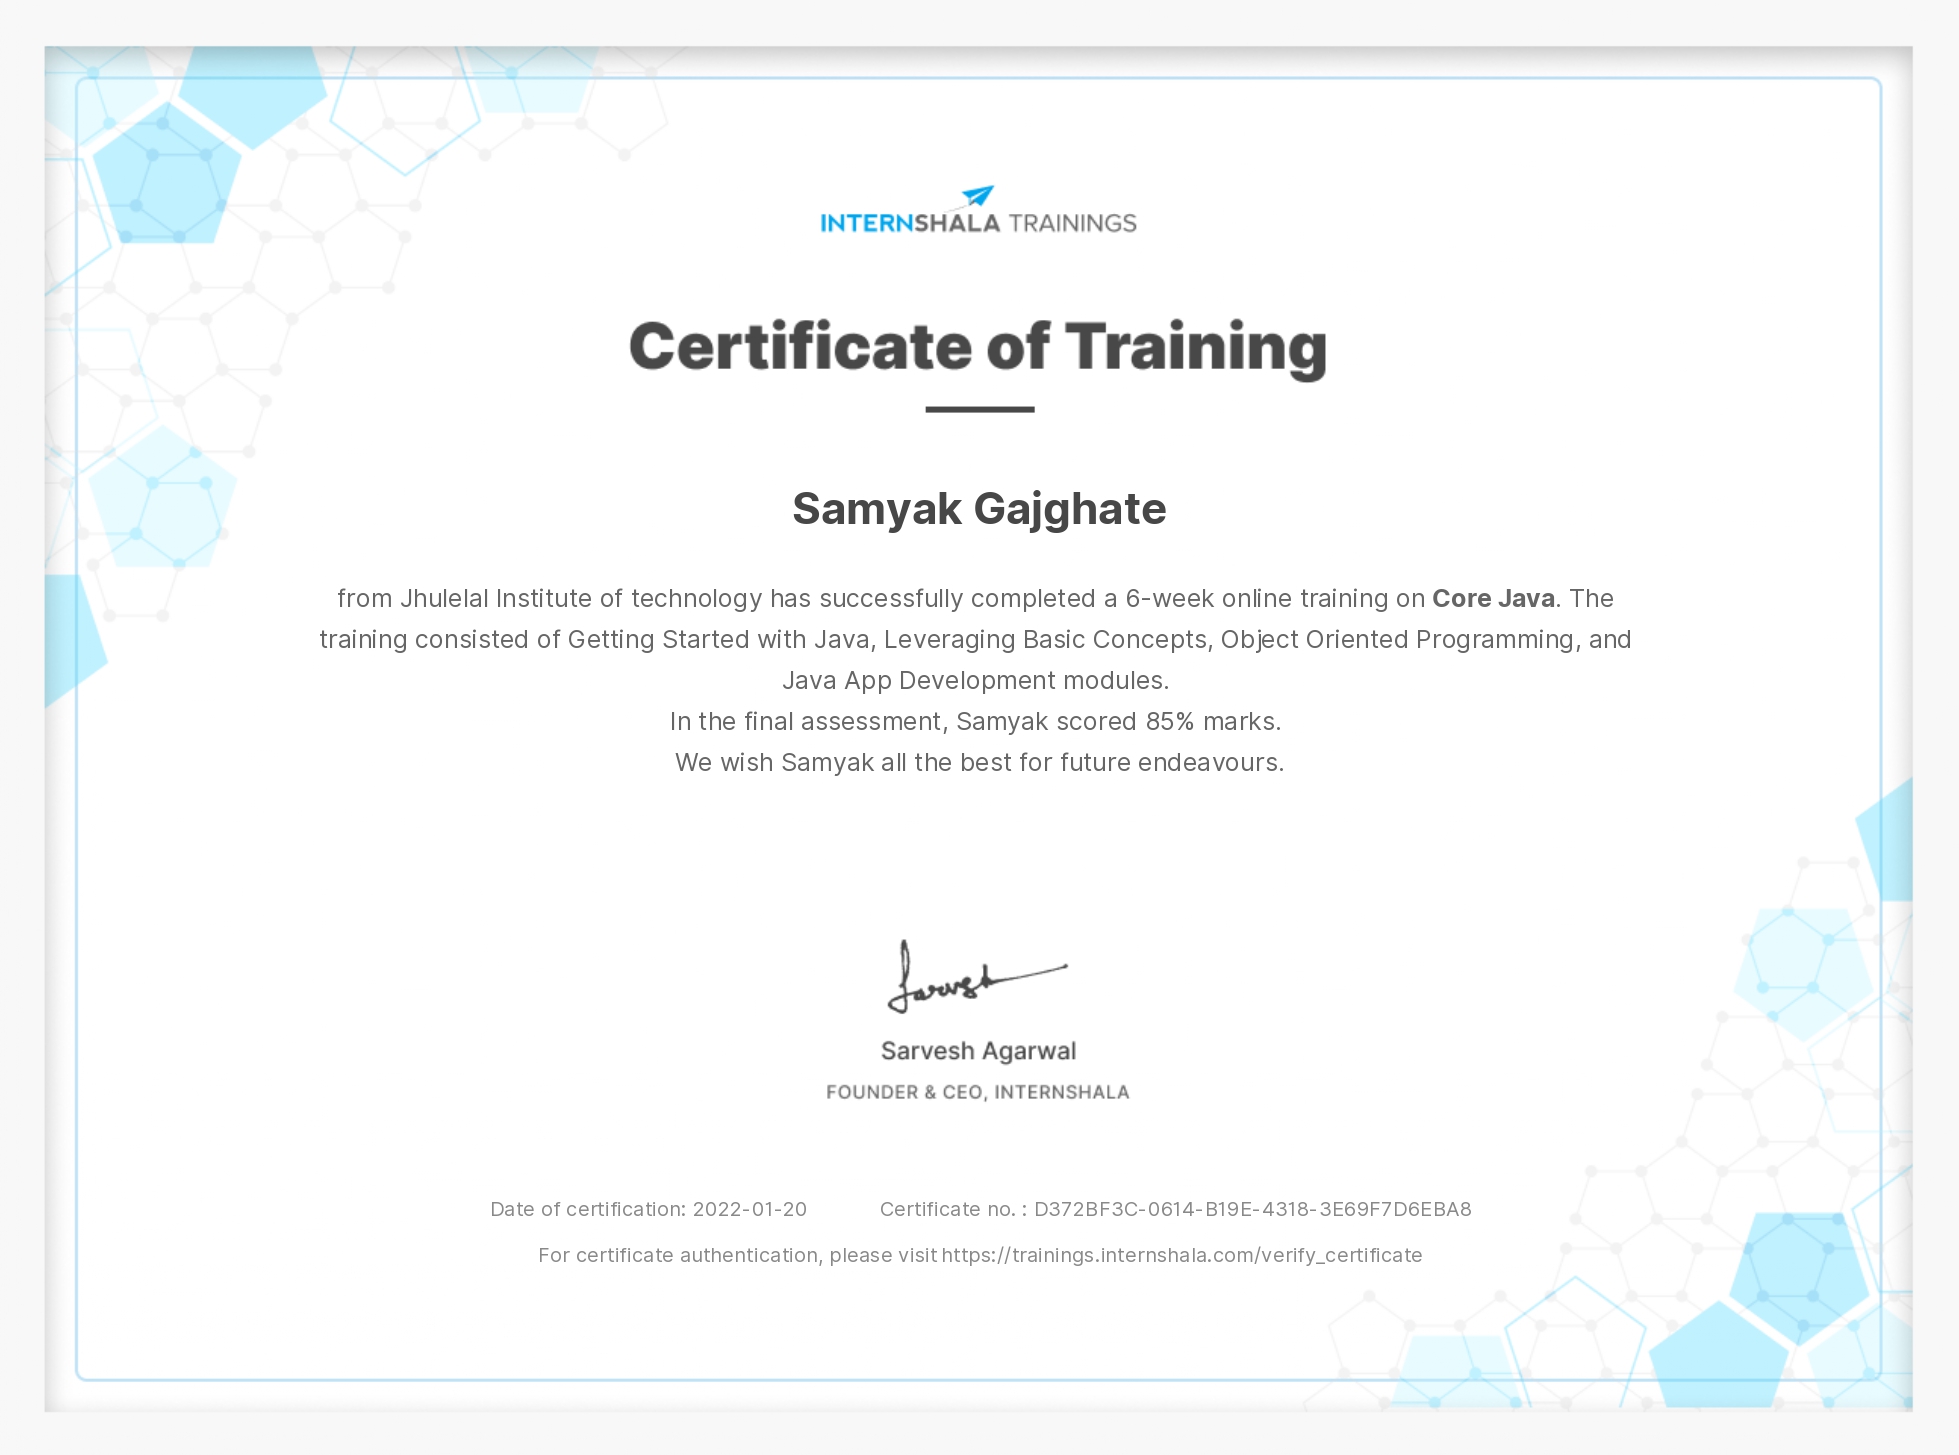 INTERNSHALA TRAININGS
Certificate of Training
Samyak Gajghate
from Jhulelal Institute of technology has successfully completed a 6-week online training on Core Java. The
training consisted of Getting Started with Java, Leveraging Basic Concepts, Object Oriented Programming, and
Java App Development modules.
In the final assessment, Samyak scored 85% marks.
We wish Samyak all the best for future endeavours.
Sarvesh
Sarvesh Agarwal
FOUNDER & CEO, INTERNSHALA
Date of certification: 2022-01-20 Certificate no. : D372BF3C-0614-B19E-4318-3E69F7D6EBA8
For certificate authentication, please visit https://trainings.internshala.com/verify_certificate